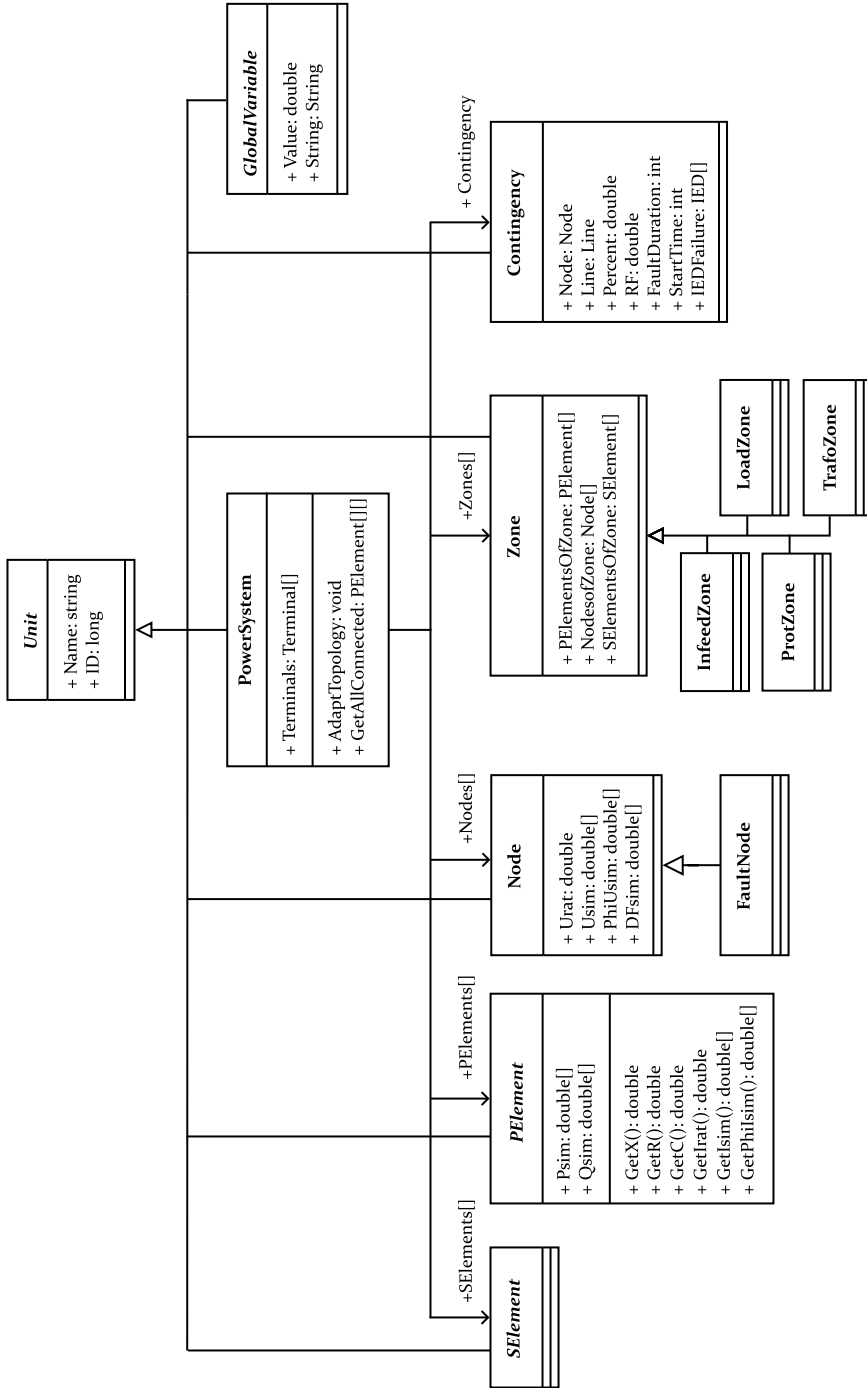 Unit
+ Name: string
+ ID: long
PowerSystem
+ Terminals: Terminal[]
+ AdaptTopology: void
+ GetAllConnected: PElement[][]
GlobalVariable
+ Value: double
+ String: String
+SElements[]
+PElements[]
+Nodes[]
+Zones[]
+ Contingency
SElement
PElement
+ Psim: double[]
+ Qsim: double[]
+ GetX(): double
+ GetR(): double
+ GetC(): double
+ GetIrat(): double
+ GetIsim(): double[]
+ GetPhiIsim(): double[]
Node
+ Urat: double
+ Usim: double[]
+ PhiUsim: double[]
+ DFsim: double[]
FaultNode
Zone
+ PElementsOfZone: PElement[]
+ NodesofZone: Node[]
+ SElementsOfZone: SElement[]
InfeedZone
LoadZone
ProtZone
TrafoZone
Contingency
+ Node: Node
+ Line: Line
+ Percent: double
+ RF: double
+ FaultDuration: int
+ StartTime: int
+ IEDFailure: IED[]